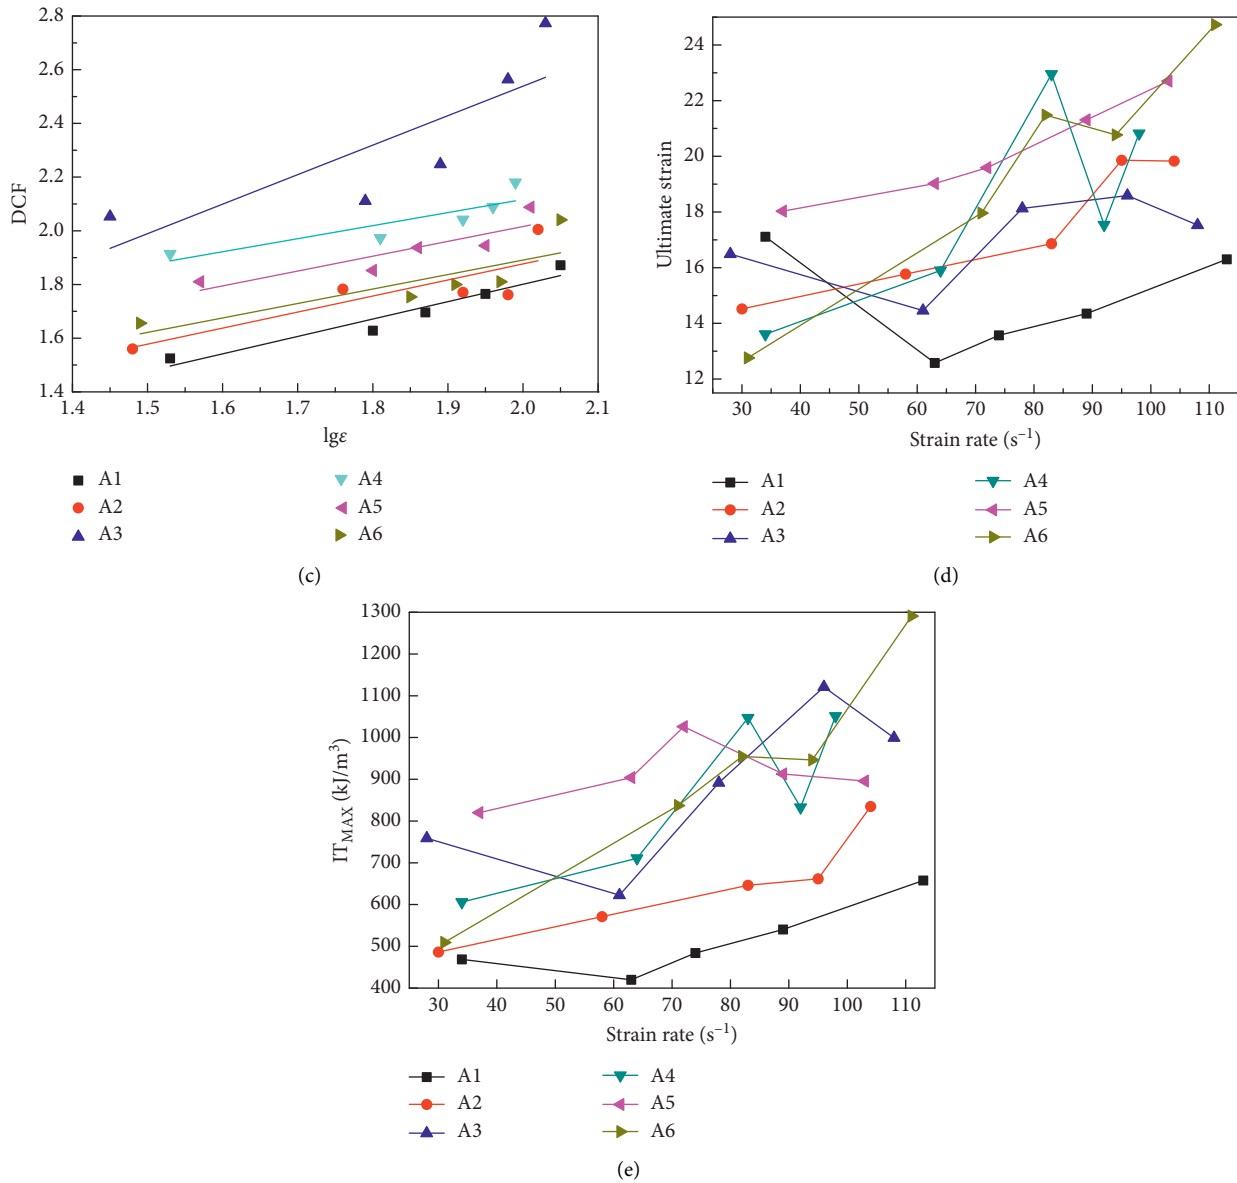 2.8
2.6
2.4
2.2
2.0
1.8
1.6
1.4
DCF
1.4 1.5 1.6 1.7 1.8 1.9 2.0 2.1
lgε
A1 A4
A2 A5
A3 A6
(c)
24
22
20
18
16
14
12
Ultimate strain
30 40 50 60 70 80 90 100 110
Strain rate (s⁻¹)
A1 A4
A2 A5
A3 A6
(d)
1300
1200
1100
1000
900
800
700
600
500
400
IT_MAX (kJ/m³)
30 40 50 60 70 80 90 100 110
Strain rate (s⁻¹)
A1 A4
A2 A5
A3 A6
(e)